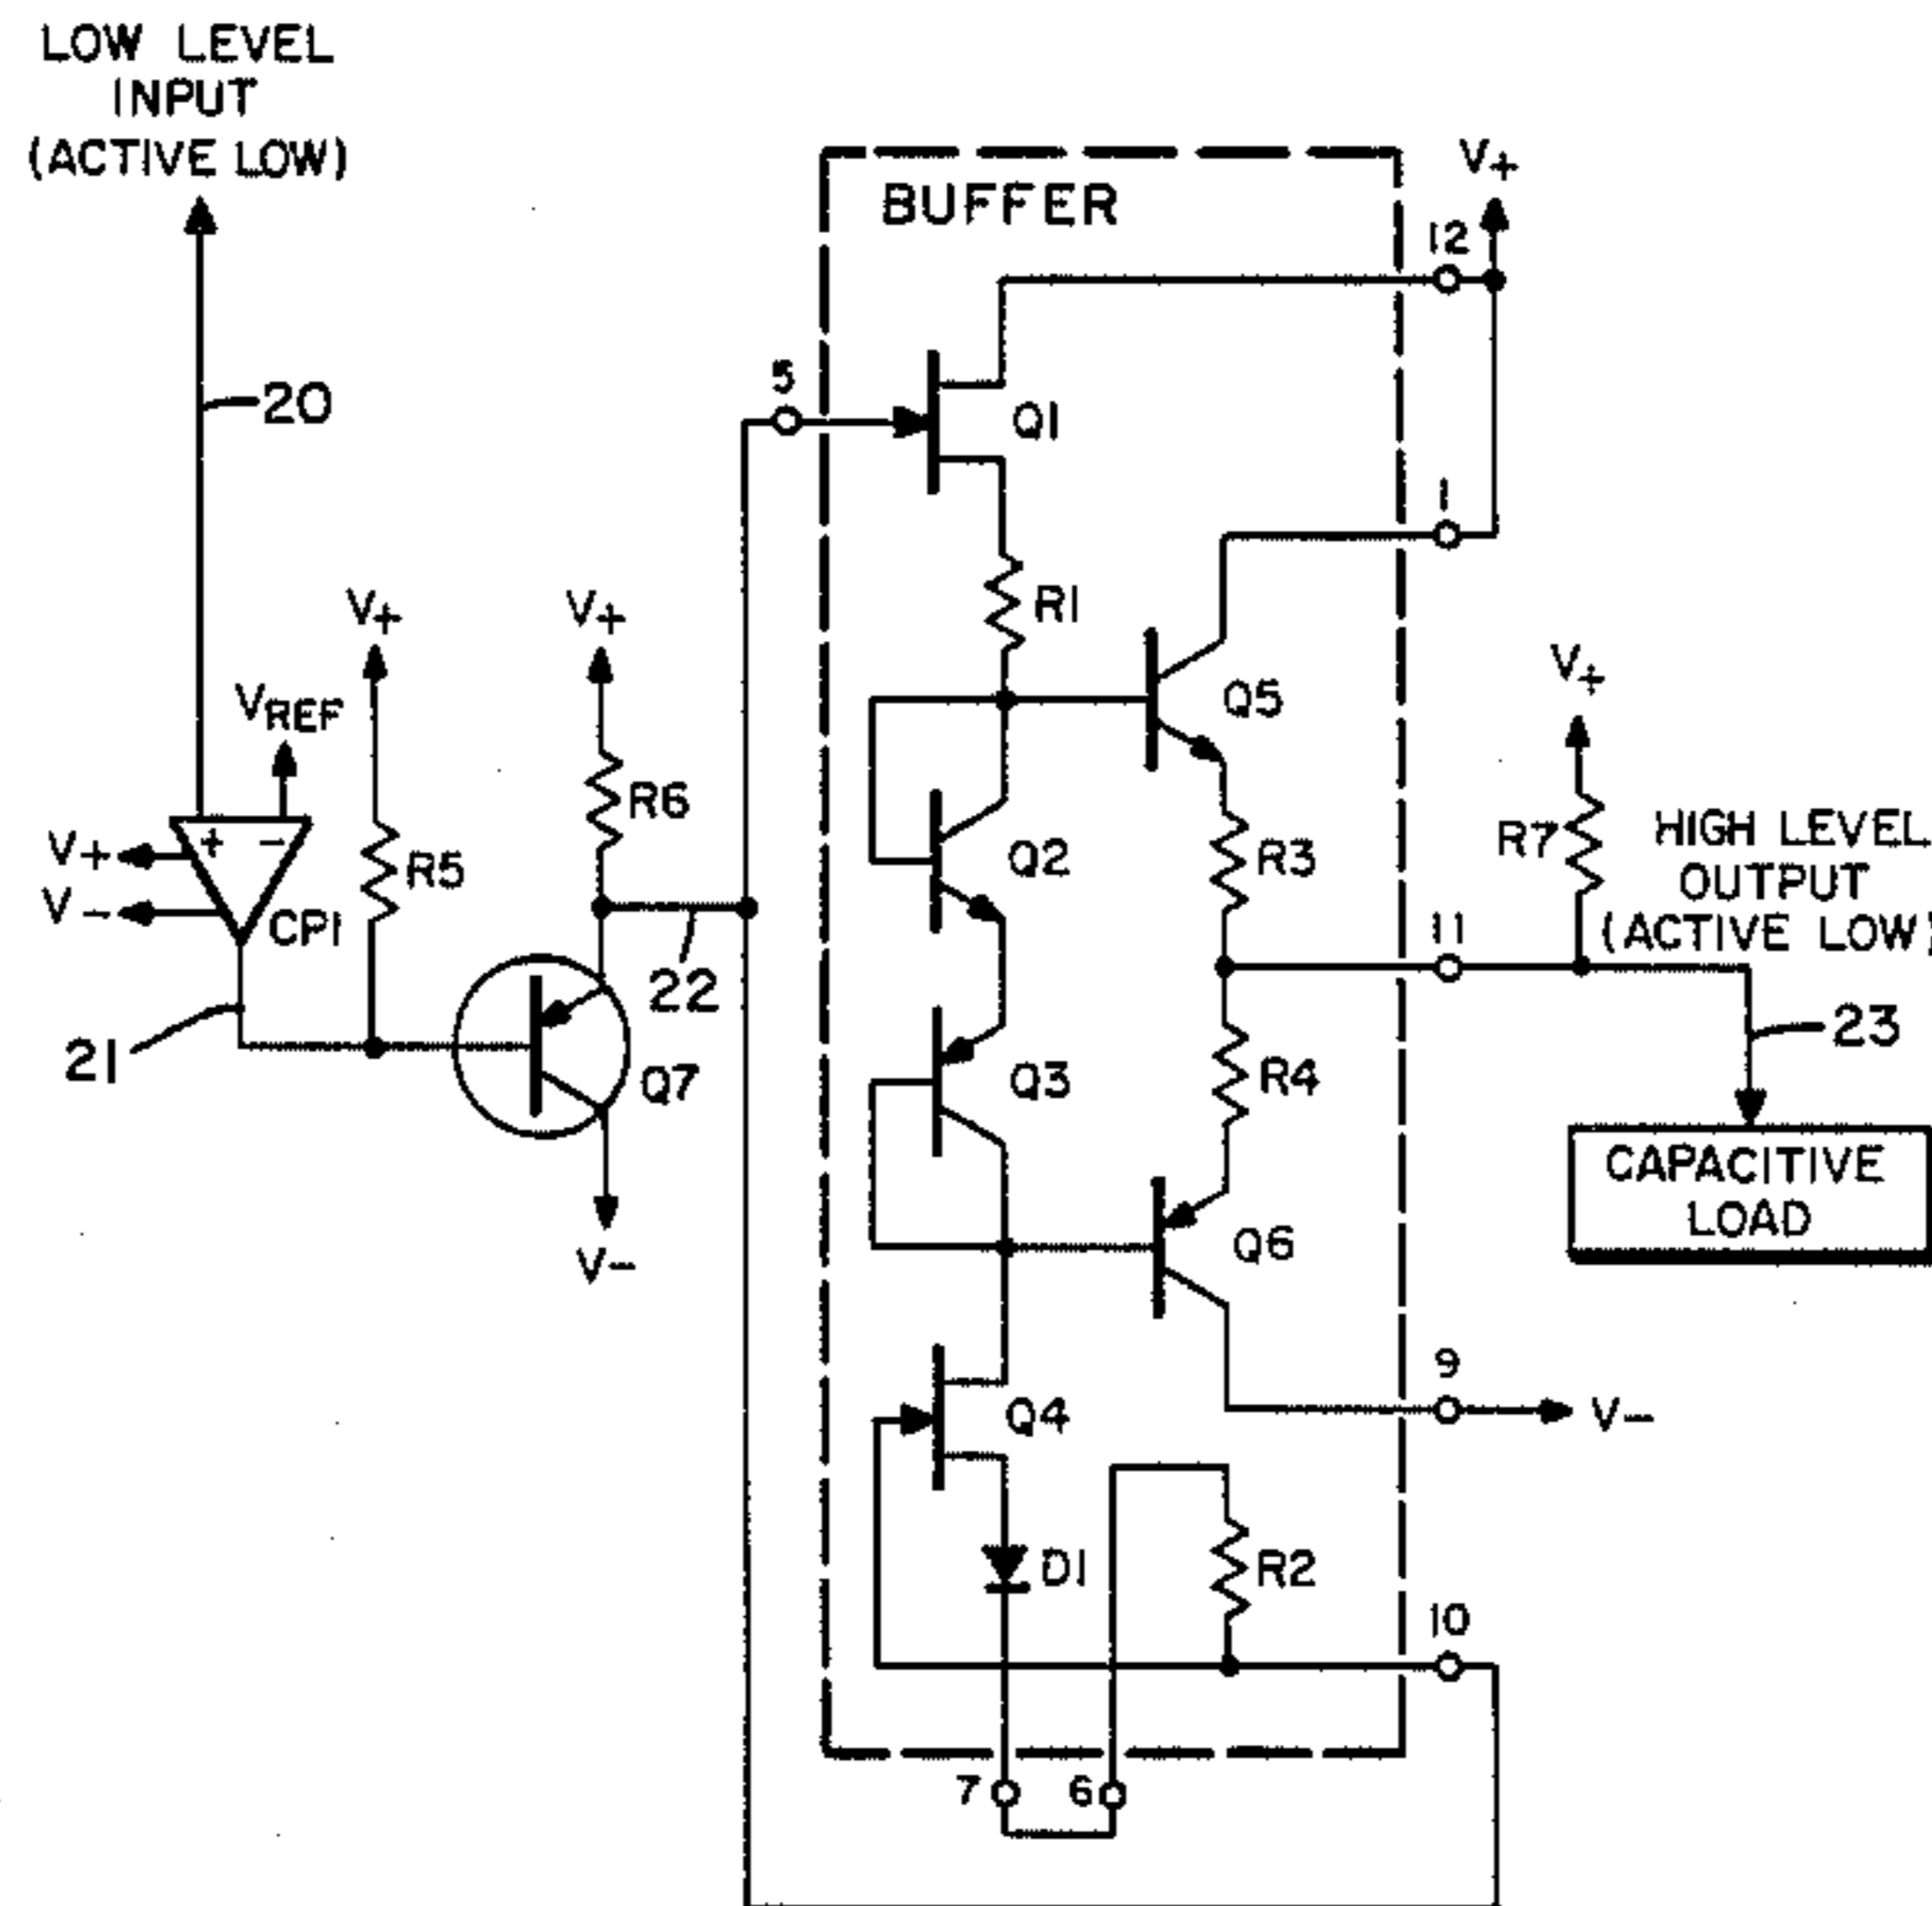 LOW LEVEL
INPUT
(ACTIVE LOW)
20
BUFFER
V+
12
5
Q1
1
R1
V+
V+
VREF
V+
R5
R6
+ -
V+
V-
CP1
Q5
Q2
R3
R7
HIGH LEVEL
OUTPUT
(ACTIVE LOW)
11
21
22
Q7
V-
Q3
R4
23
CAPACITIVE
LOAD
Q6
9
V-
Q4
D1
R2
10
7
6